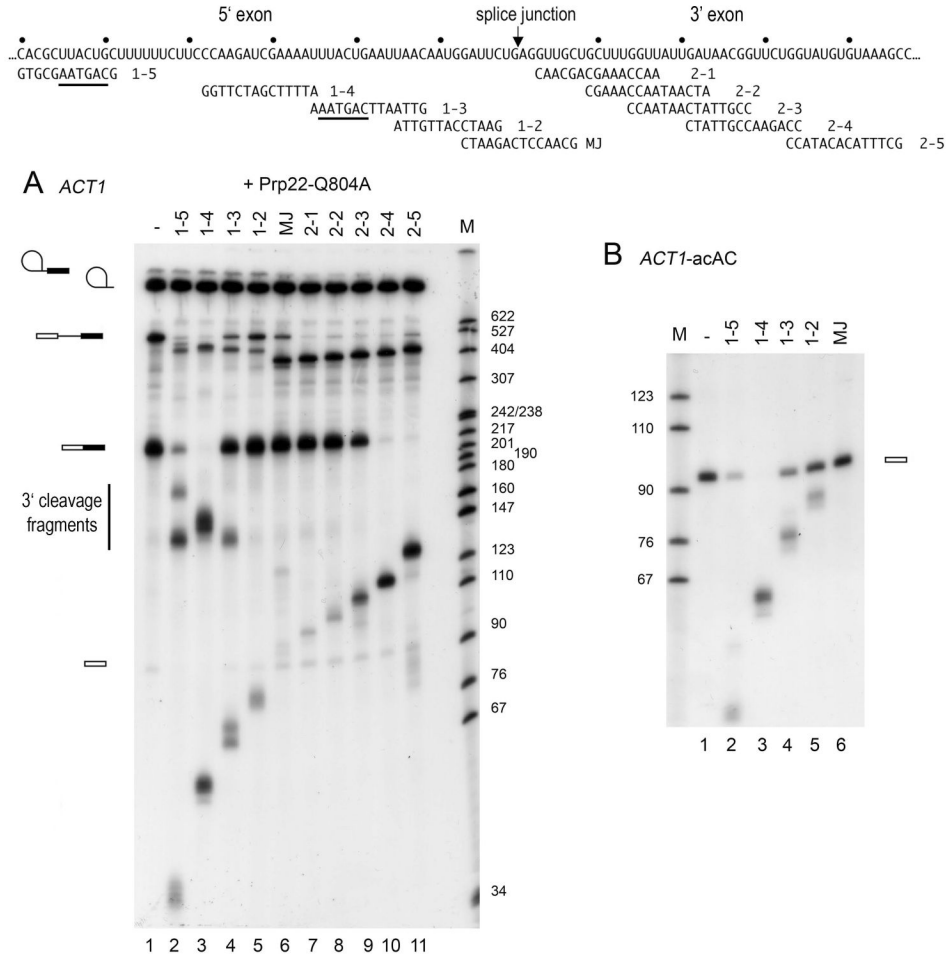 5‘ exon splice junction 3’ exon
…CACGCUUACUGCUUUUUUCUUCCCAAGAUCGAAAAUUUACUGAAUUAACAAUGGAUUCUGAGGUUGCUGCUUUGGUUAUUGAUAACGGUUCUGGUAUGUGUAAAGCC…
GTGCGAATGACG 1-5 CAACGACGAAACCAA 2-1
GGTTCTAGCTTTTA 1-4 CGAAACCAATAACTA 2-2
AAATGACTTAATTG 1-3 CCAATAACTATTGCC 2-3
ATTGTTACCTAAG 1-2 CTATTGCCAAGACC 2-4
CTAAGACTCCAACG MJ CCATACACATTTCG 2-5
A ACT1 + Prp22-Q804A
- 1-5 1-4 1-3 1-2 MJ 2-1 2-2 2-3 2-4 2-5 M
622
527
404
307
242/238
217
201
190
180
160
147
123
110
90
76
67
34
3‘ cleavage
fragments
1 2 3 4 5 6 7 8 9 10 11
B ACT1-acAC
M - 1-5 1-4 1-3 1-2 MJ
123
110
90
76
67
1 2 3 4 5 6